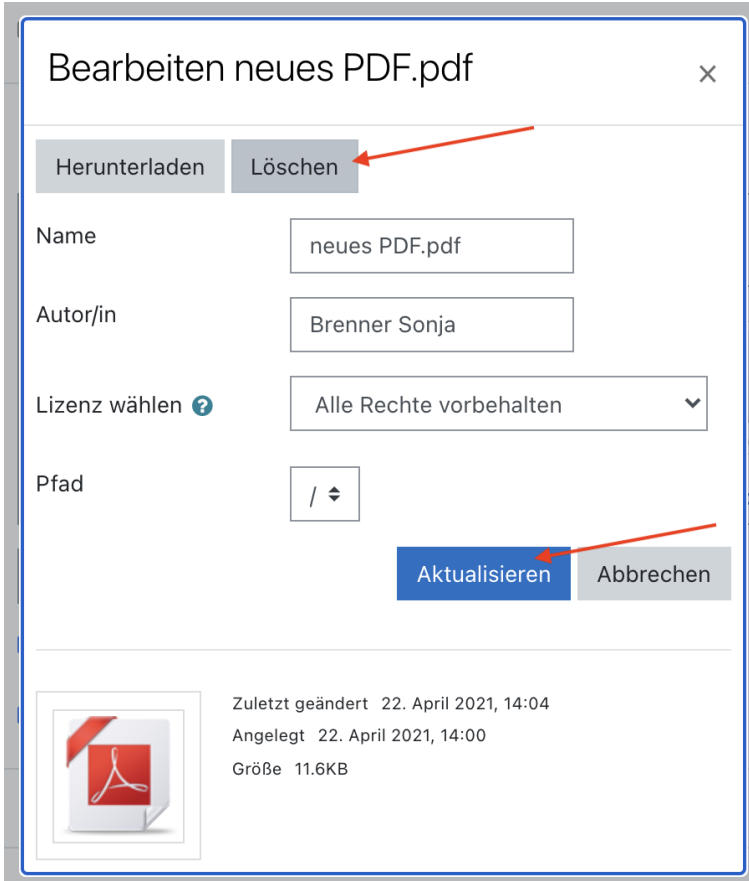 Bearbeiten neues PDF.pdf
×
Herunterladen Löschen
Name neues PDF.pdf
Autor/in Brenner Sonja
Lizenz wählen ? Alle Rechte vorbehalten
Pfad /
Aktualisieren Abbrechen
Zuletzt geändert 22. April 2021, 14:04
Angelegt 22. April 2021, 14:00
Größe 11.6KB